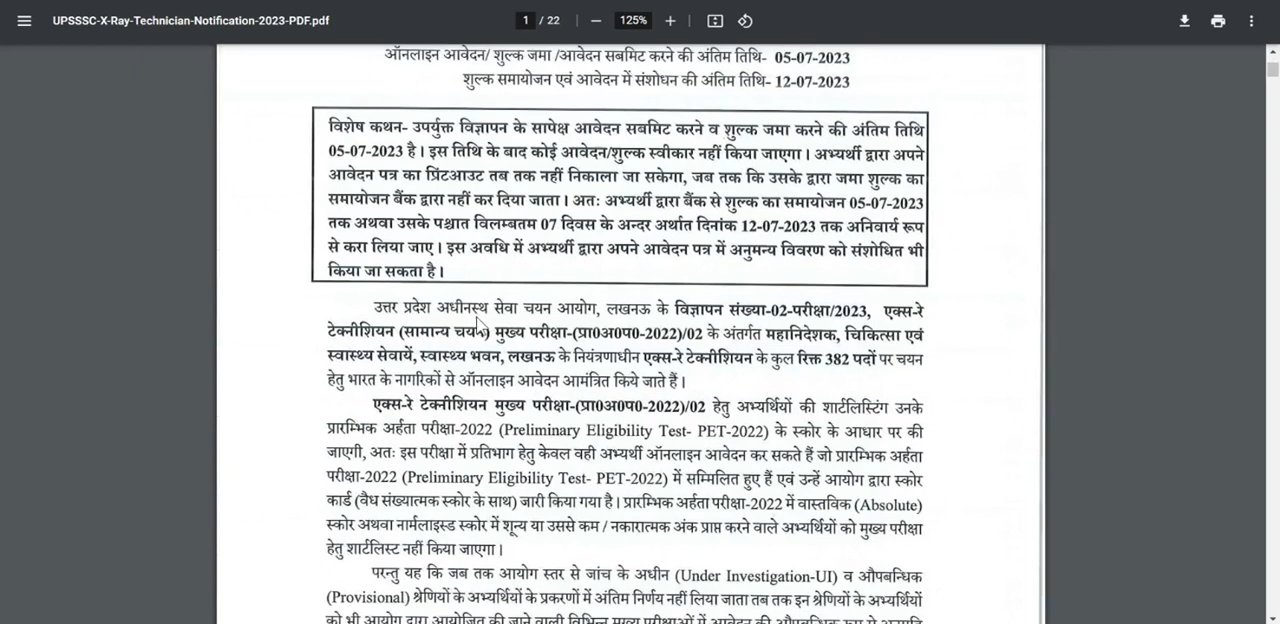 UPSSSC-X-Ray-Technician-Notification-2023-PDF.pdf
1 / 22
125%
ऑनलाइन आवेदन/ शुल्क जमा /आवेदन सबमिट करने की अंतिम तिथि- 05-07-2023
शुल्क समायोजन एवं आवेदन में संशोधन की अंतिम तिथि- 12-07-2023
विशेष कथन- उपर्युक्त विज्ञापन के सापेक्ष आवेदन सबमिट करने व शुल्क जमा करने की अंतिम तिथि
05-07-2023 है। इस तिथि के बाद कोई आवेदन/शुल्क स्वीकार नहीं किया जाएगा। अभ्यर्थी द्वारा अपने
आवेदन पत्र का प्रिंटआउट तब तक नहीं निकाला जा सकेगा, जब तक कि उसके द्वारा जमा शुल्क का
समायोजन बैंक द्वारा नहीं कर दिया जाता। अतः अभ्यर्थी द्वारा बैंक से शुल्क का समायोजन 05-07-2023
तक अथवा उसके पश्चात विलम्बतम 07 दिवस के अन्दर अर्थात दिनांक 12-07-2023 तक अनिवार्य रूप
से करा लिया जाए। इस अवधि में अभ्यर्थी द्वारा अपने आवेदन पत्र में अनुमन्य विवरण को संशोधित भी
किया जा सकता है।
उत्तर प्रदेश अधीनस्थ सेवा चयन आयोग, लखनऊ के विज्ञापन संख्या-02-परीक्षा/2023, एक्स-रे
टेक्नीशियन (सामान्य चयन) मुख्य परीक्षा-(प्रा0अ0प0-2022)/02 के अंतर्गत महानिदेशक, चिकित्सा एवं
स्वास्थ्य सेवायें, स्वास्थ्य भवन, लखनऊ के नियंत्रणाधीन एक्स-रे टेक्नीशियन के कुल रिक्त 382 पदों पर चयन
हेतु भारत के नागरिकों से ऑनलाइन आवेदन आमंत्रित किये जाते हैं।
एक्स-रे टेक्नीशियन मुख्य परीक्षा-(प्रा0अ0प0-2022)/02 हेतु अभ्यर्थियों की शार्टलिस्टिंग उनके
प्रारम्भिक अर्हता परीक्षा-2022 (Preliminary Eligibility Test- PET-2022) के स्कोर के आधार पर की
जाएगी, अतः इस परीक्षा में प्रतिभाग हेतु केवल वही अभ्यर्थी ऑनलाइन आवेदन कर सकते हैं जो प्रारम्भिक अर्हता
परीक्षा-2022 (Preliminary Eligibility Test- PET-2022) में सम्मिलित हुए हैं एवं उन्हें आयोग द्वारा स्कोर
कार्ड (वैध संख्यात्मक स्कोर के साथ) जारी किया गया है। प्रारम्भिक अर्हता परीक्षा-2022 में वास्तविक (Absolute)
स्कोर अथवा नार्मलाइस्ड स्कोर में शून्य या उससे कम / नकारात्मक अंक प्राप्त करने वाले अभ्यर्थियों को मुख्य परीक्षा
हेतु शार्टलिस्ट नहीं किया जाएगा।
परन्तु यह कि जब तक आयोग स्तर से जांच के अधीन (Under Investigation-UI) व औपबन्धिक
(Provisional) श्रेणियों के अभ्यर्थियों के प्रकरणों में अंतिम निर्णय नहीं लिया जाता तब तक इन श्रेणियों के अभ्यर्थियों
को भी आयोग द्वारा आयोजित की जाने वाली विभिन्न मुख्य परीक्षाओं में आवेदन की औपबन्धिक रूप से अनुमति